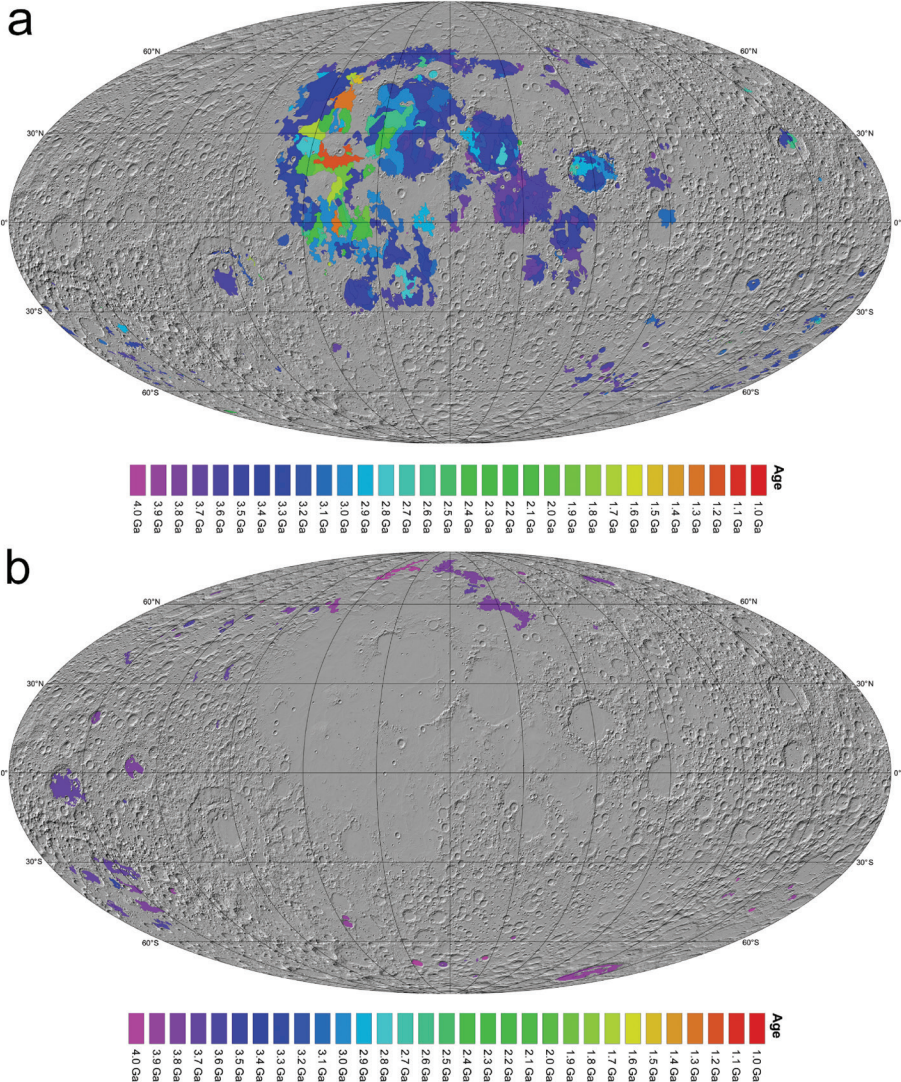 a
60°N
60°N
30°N
30°N
0°
0°
30°S
30°S
60°S
60°S
Age
4.0 Ga
3.9 Ga
3.8 Ga
3.7 Ga
3.6 Ga
3.5 Ga
3.4 Ga
3.3 Ga
3.2 Ga
3.1 Ga
3.0 Ga
2.9 Ga
2.8 Ga
2.7 Ga
2.6 Ga
2.5 Ga
2.4 Ga
2.3 Ga
2.2 Ga
2.1 Ga
2.0 Ga
1.9 Ga
1.8 Ga
1.7 Ga
1.6 Ga
1.5 Ga
1.4 Ga
1.3 Ga
1.2 Ga
1.1 Ga
1.0 Ga
b
60°N
60°N
30°N
30°N
0°
0°
30°S
30°S
60°S
60°S
Age
4.0 Ga
3.9 Ga
3.8 Ga
3.7 Ga
3.6 Ga
3.5 Ga
3.4 Ga
3.3 Ga
3.2 Ga
3.1 Ga
3.0 Ga
2.9 Ga
2.8 Ga
2.7 Ga
2.6 Ga
2.5 Ga
2.4 Ga
2.3 Ga
2.2 Ga
2.1 Ga
2.0 Ga
1.9 Ga
1.8 Ga
1.7 Ga
1.6 Ga
1.5 Ga
1.4 Ga
1.3 Ga
1.2 Ga
1.1 Ga
1.0 Ga